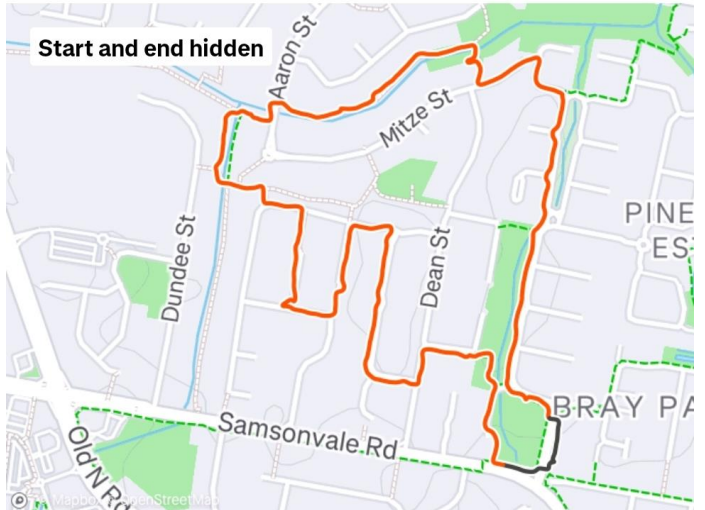 Start and end hidden
Aaron St
Mitze St
PINE
ES
Dean St
Dundee St
BRAY PA
Samsonvale Rd
Old N Rd
Mapbox OpenStreetMap